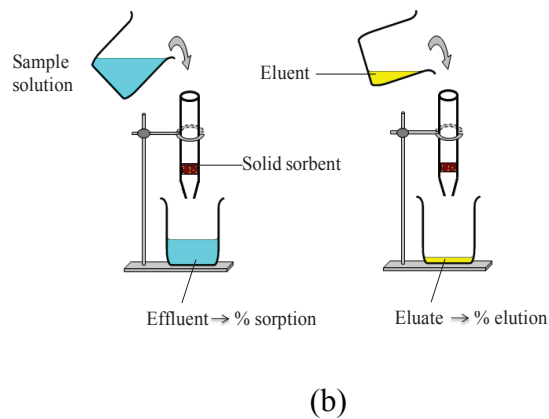 Sample
solution
Eluent
Solid sorbent
Effluent → % sorption
Eluate → % elution
(b)